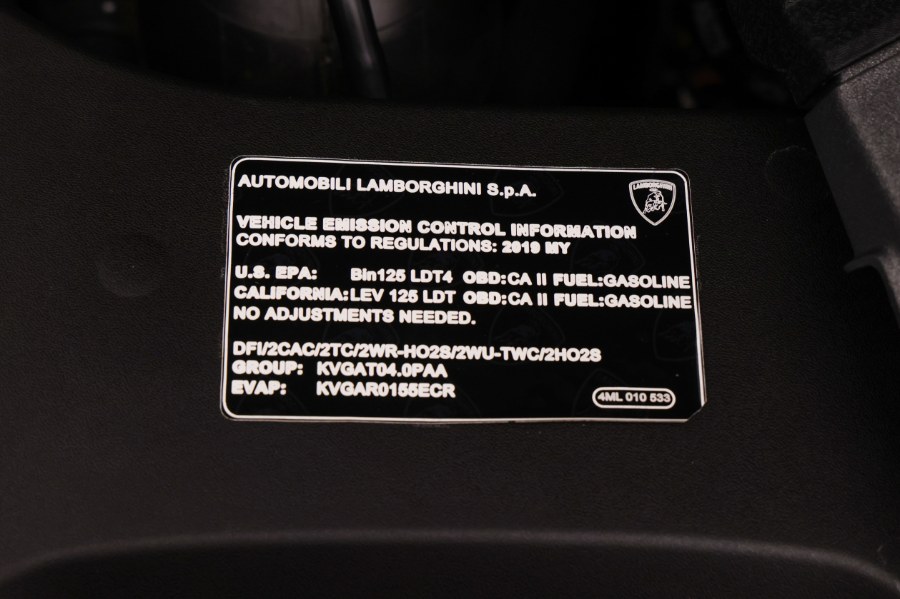 AUTOMOBILI LAMBORGHINI S.p.A.
LAMBORGHINI
VEHICLE EMISSION CONTROL INFORMATION
CONFORMS TO REGULATIONS: 2019 MY
U.S. EPA: Bin125 LDT4 OBD:CA II FUEL:GASOLINE
CALIFORNIA:LEV 125 LDT OBD:CA II FUEL:GASOLINE
NO ADJUSTMENTS NEEDED.
DFI/2CAC/2TC/2WR-HO2S/2WU-TWC/2HO2S
GROUP: KVGAT04.0PAA
EVAP: KVGAR0155ECR
4ML 010 533